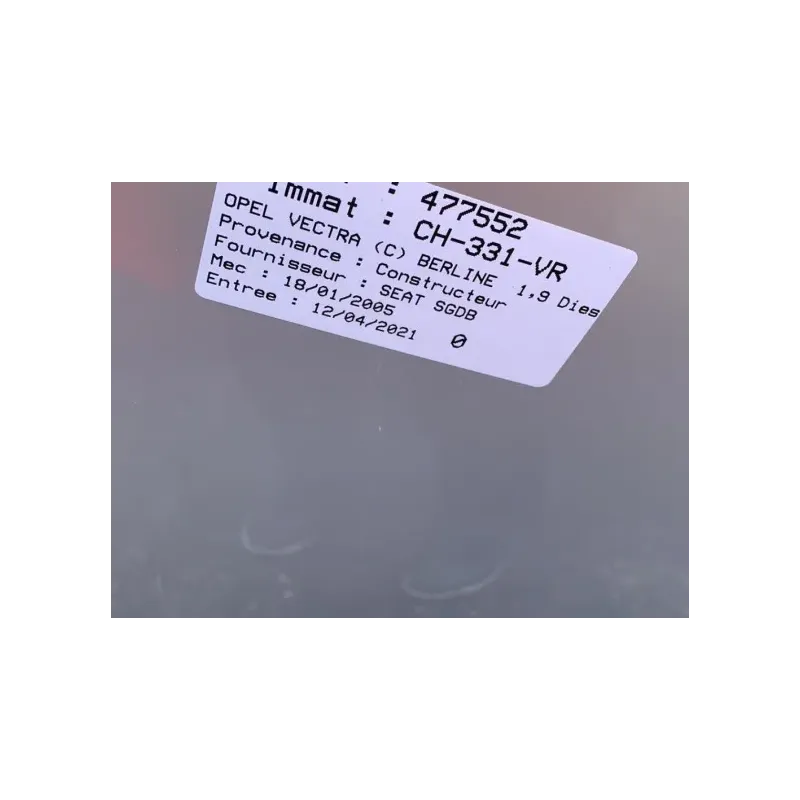 : 477552
Immat : CH-331-VR
OPEL VECTRA (C) BERLINE 1,9 Dies
Provenance : Constructeur
Fournisseur : SEAT SGDB
Mec : 18/01/2005
Entree : 12/04/2021 0